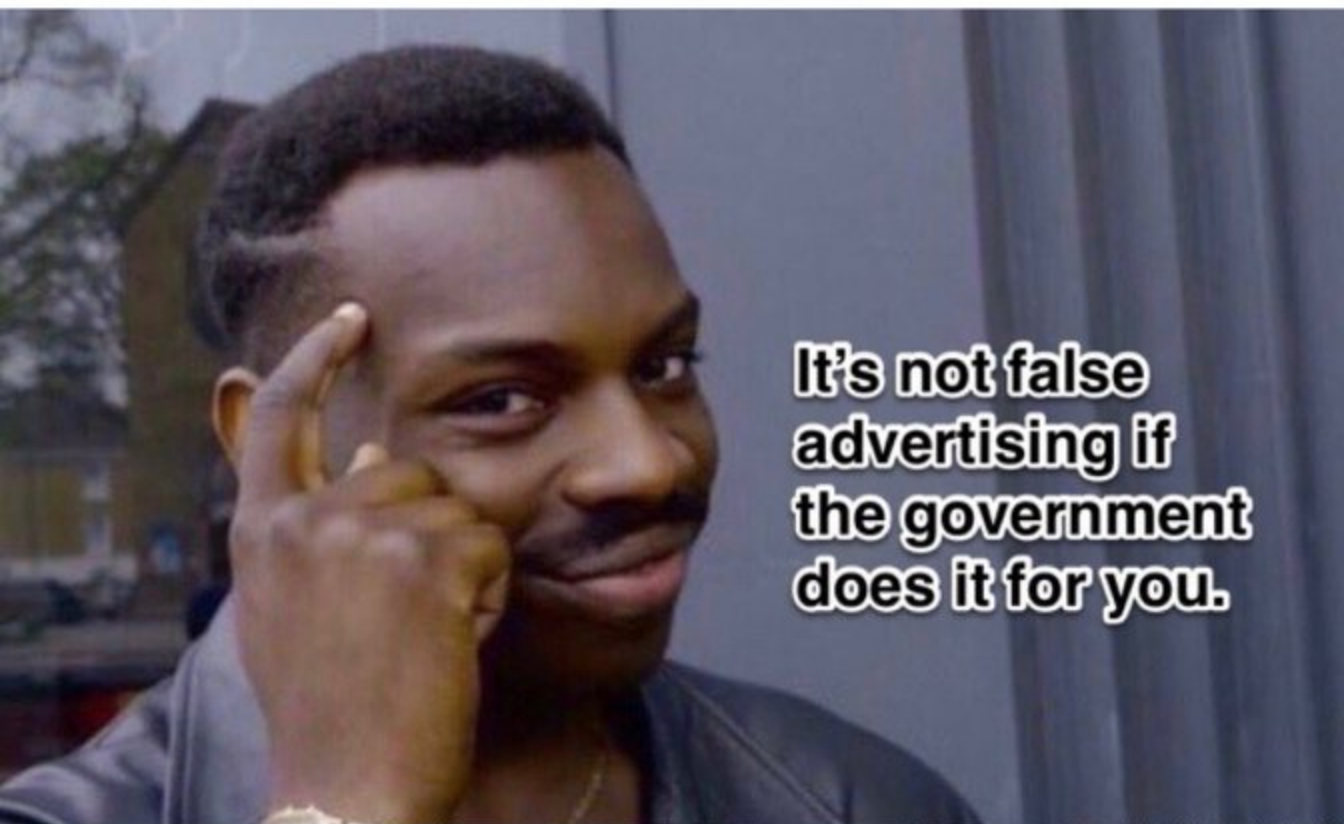 It’s not false
advertising if
the government
does it for you.